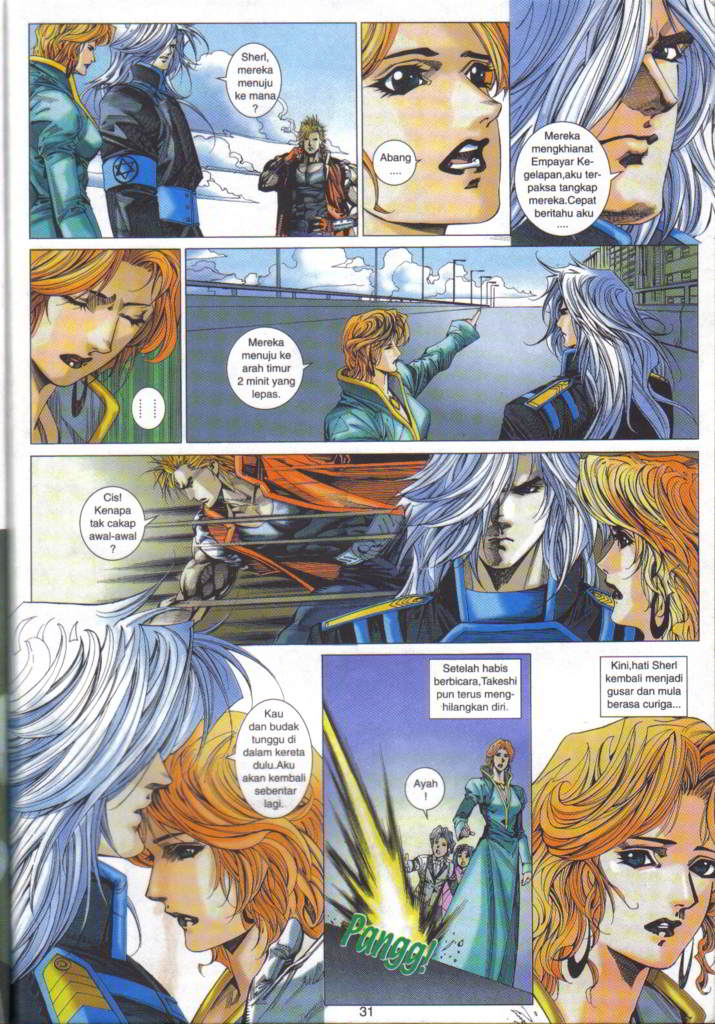 Sherl,
mereka
menuju
ke mana
?
Abang
....
Mereka
mengkhianat
Empayar Ke-
gelapan,aku ter-
paksa tangkap
mereka.Cepat
beritahu aku
....
Mereka
menuju ke
arah timur
2 minit yang
lepas.
Cis!
Kenapa
tak cakap
awal-awal
?
Kau
dan budak
tunggu di
dalam kereta
dulu.Aku
akan kembali
sebentar
lagi.
Setelah habis
berbicara,Takeshi
pun terus meng-
hilangkan diri.
Ayah
!
Pangg!
Kini,hati Sherl
kembali menjadi
gusar dan mula
berasa curiga...
31